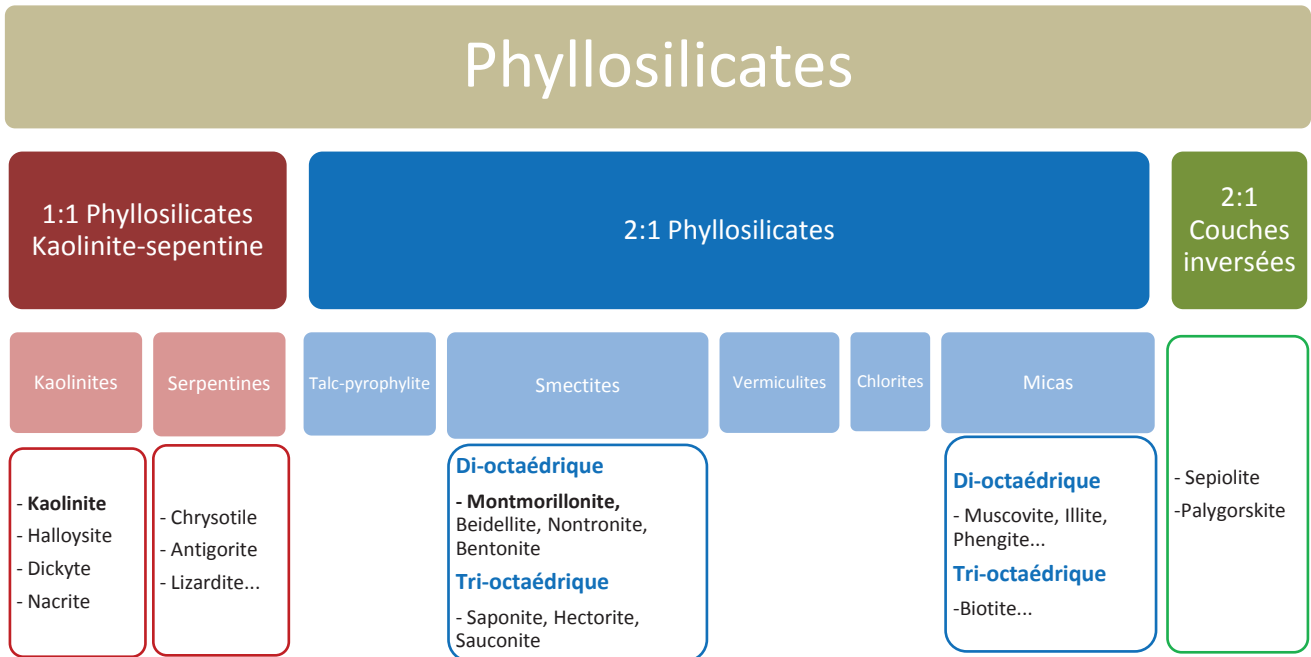 Phyllosilicates
1:1 Phyllosilicates
Kaolinite-sepentine
2:1 Phyllosilicates
2:1
Couches
inversées
Kaolinites
Serpentines
Talc-pyrophylite
Smectites
Vermiculites
Chlorites
Micas
- Kaolinite
- Halloysite
- Dickyte
- Nacrite
- Chrysotile
- Antigorite
- Lizardite...
Di-octaédrique
- Montmorillonite,
Beidellite, Nontronite,
Bentonite
Tri-octaédrique
- Saponite, Hectorite,
Sauconite
Di-octaédrique
- Muscovite, Illite,
Phengite...
Tri-octaédrique
-Biotite...
- Sepiolite
-Palygorskite